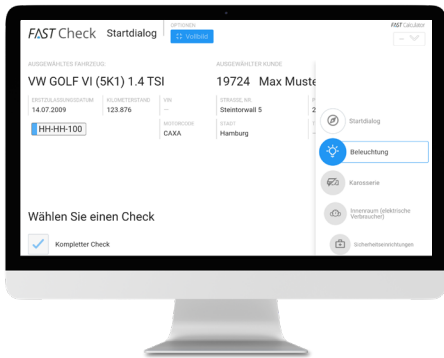 FAST Check Startdialog
OPTIONEN
Vollbild
FAST Calculator
AUSGEWÄHLTES FAHRZEUG:
AUSGEWÄHLTER KUNDE
VW GOLF VI (5K1) 1.4 TSI
19724 Max Muste
ERSTZULASSUNGSDATUM KILOMETERSTAND VIN STRASSE, NR.
14.07.2009 123.876 Steintorwall 5 2
HH-HH-100
MOTORCODE STADT
CAXA Hamburg
Startdialog
Beleuchtung
Karosserie
Innenraum (elektrische
Verbraucher)
Sicherheitseinrichtungen
Wählen Sie einen Check
Kompletter Check